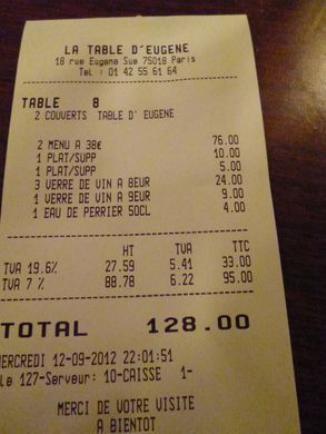 LA TABLE D'EUGENE
18 rue Eugene Sue 75018 Paris
Tel : 01 42 55 61 64
TABLE 8
2 COUVERTS TABLE D' EUGENE
2 MENU A 38€ 76.00
1 PLAT/SUPP 10.00
1 PLAT/SUPP 5.00
3 VERRE DE VIN A 8EUR 24.00
1 VERRE DE VIN A 9EUR 9.00
1 EAU DE PERRIER 50CL 4.00
HT TVA TTC
TVA 19.6% 27.59 5.41 33.00
TVA 7 % 88.78 6.22 95.00
TOTAL 128.00
MERCREDI 12-09-2012 22:01:51
le 127-Serveur: 10-CAISSE 1-
MERCI DE VOTRE VISITE
A BIENTOT